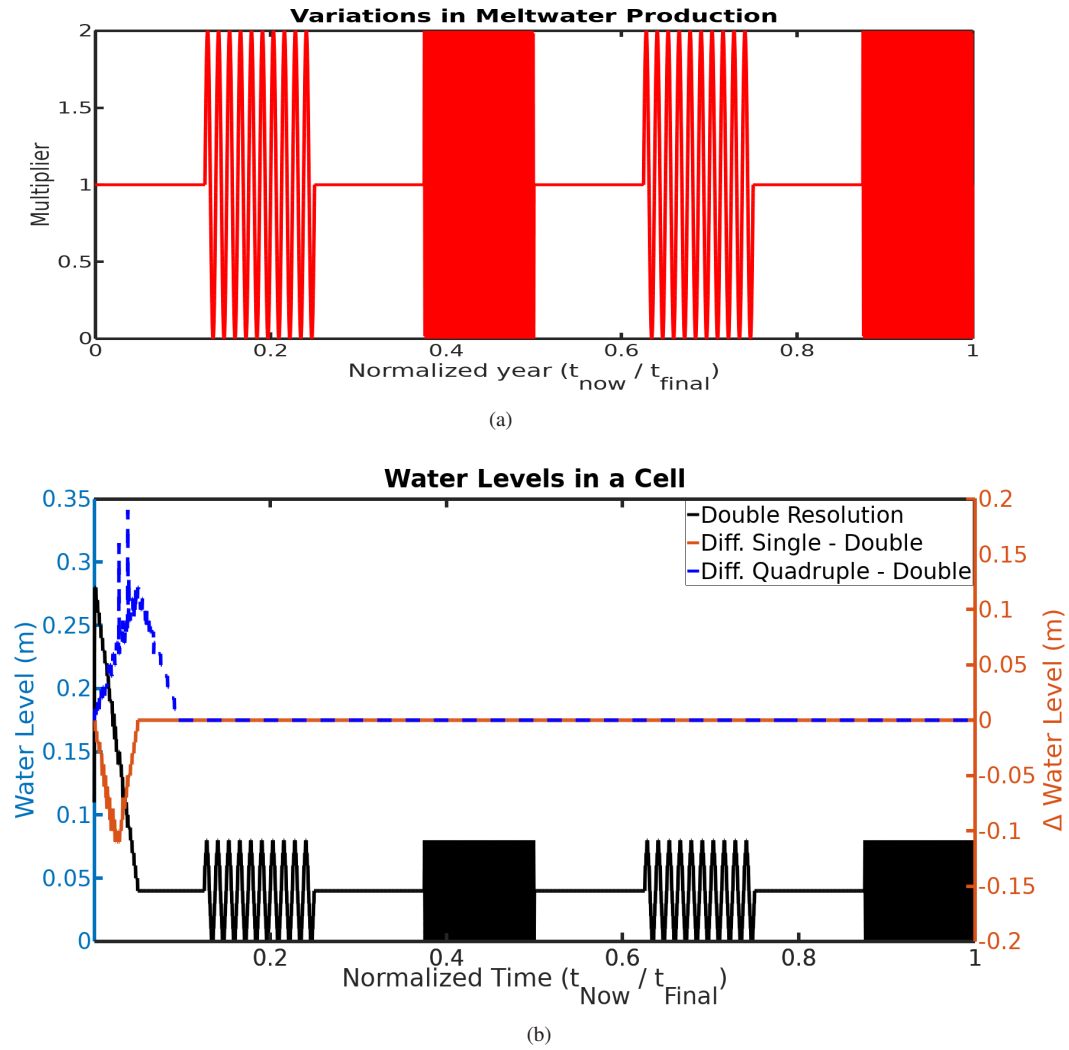 Variations in Meltwater Production
2
1.5
1
0.5
0
Multiplier
0 0.2 0.4 0.6 0.8 1
Normalized year (t_now / t_final)
(a)
Water Levels in a Cell
0.35
0.3
0.25
0.2
0.15
0.1
0.05
0
Water Level (m)
Double Resolution
Diff. Single - Double
Diff. Quadruple - Double
0.2
0.15
0.1
0.05
0
-0.05
-0.1
-0.15
-0.2
Δ Water Level (m)
0.2 0.4 0.6 0.8 1
Normalized Time (t_Now / t_Final)
(b)